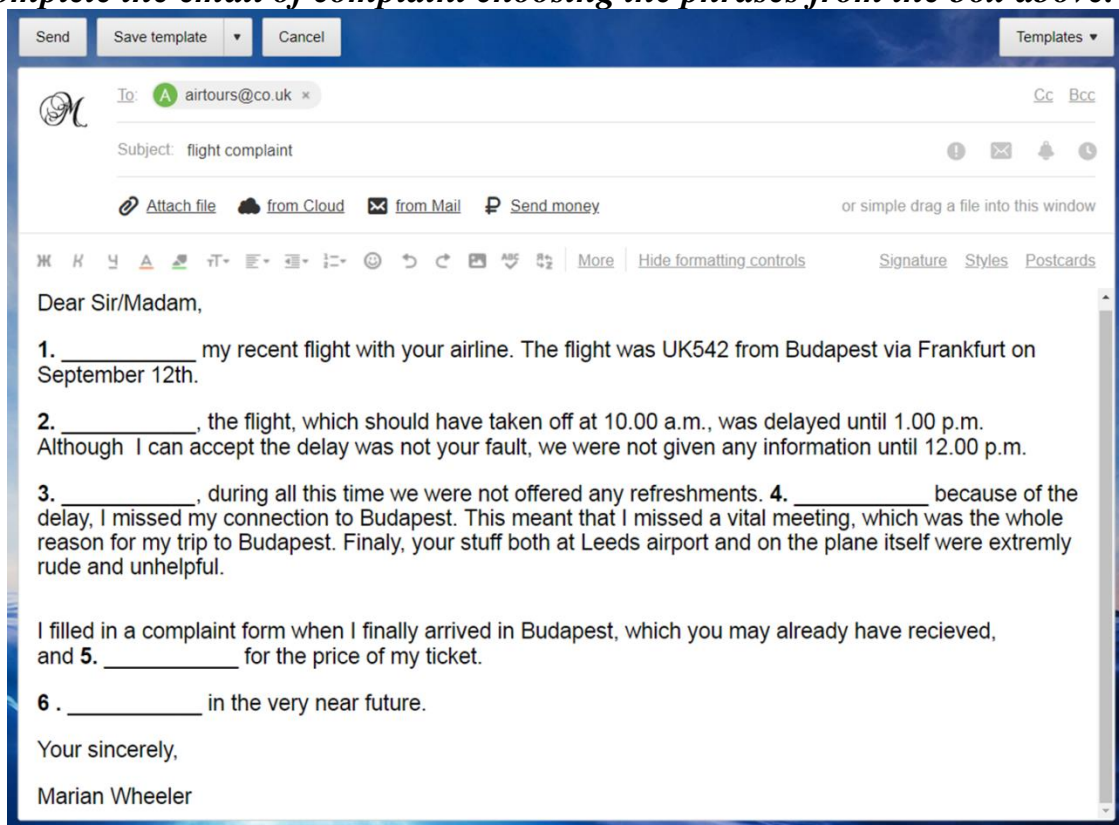 Complete the email of complaint choosing the phrases from the box above.
Send Save template Cancel Templates
M To: A airtours@co.uk × Cc Bcc
Subject: flight complaint
Attach file from Cloud from Mail Send money or simple drag a file into this window
Ж К Ч А тТ ABC More Hide formatting controls Signature Styles Postcards
Dear Sir/Madam,
1. ____________ my recent flight with your airline. The flight was UK542 from Budapest via Frankfurt on
September 12th.
2. ____________, the flight, which should have taken off at 10.00 a.m., was delayed until 1.00 p.m.
Although I can accept the delay was not your fault, we were not given any information until 12.00 p.m.
3. ____________, during all this time we were not offered any refreshments. 4. ____________ because of the
delay, I missed my connection to Budapest. This meant that I missed a vital meeting, which was the whole
reason for my trip to Budapest. Finaly, your stuff both at Leeds airport and on the plane itself were extremly
rude and unhelpful.
I filled in a complaint form when I finally arrived in Budapest, which you may already have recieved,
and 5. ____________ for the price of my ticket.
6 . ____________ in the very near future.
Your sincerely,
Marian Wheeler